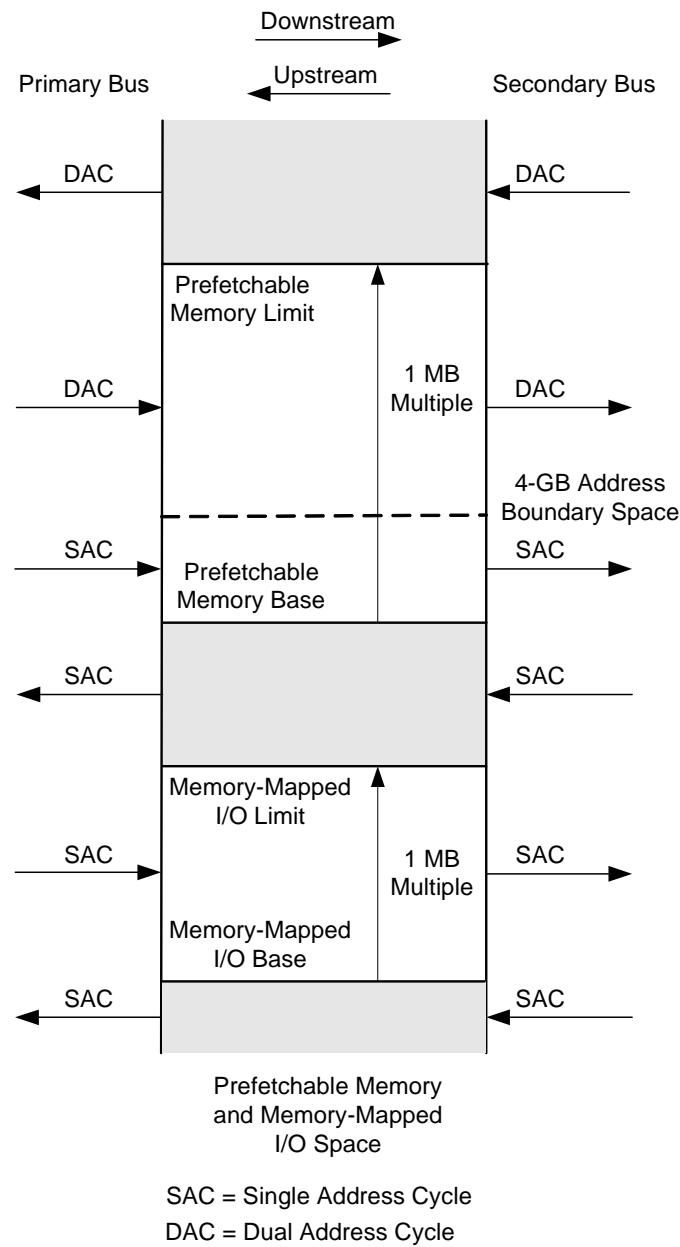 Downstream
Upstream
Primary Bus
Secondary Bus
DAC
DAC
Prefetchable
Memory Limit
1 MB
Multiple
DAC
DAC
4-GB Address
Boundary Space
SAC
SAC
Prefetchable
Memory Base
SAC
SAC
Memory-Mapped
I/O Limit
1 MB
Multiple
SAC
SAC
Memory-Mapped
I/O Base
SAC
SAC
Prefetchable Memory
and Memory-Mapped
I/O Space
SAC = Single Address Cycle
DAC = Dual Address Cycle